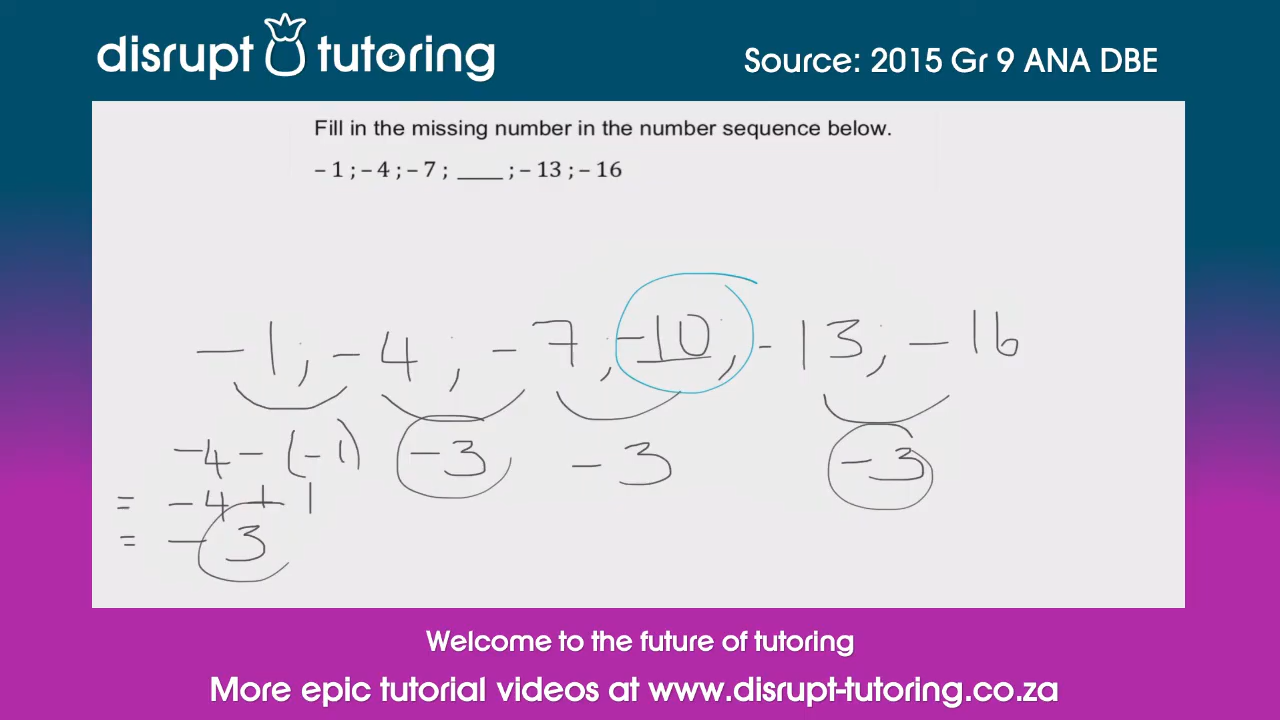 disrupt tutoring
Source: 2015 Gr 9 ANA DBE
Fill in the missing number in the number sequence below.
– 1 ; – 4 ; – 7 ; ____ ; – 13 ; – 16
-1 ; -4 ; -7 ; -10 ; -13 ; -16
-4 - (-1) -3 -3 -3
= -4 + 1
= -3
Welcome to the future of tutoring
More epic tutorial videos at www.disrupt-tutoring.co.za